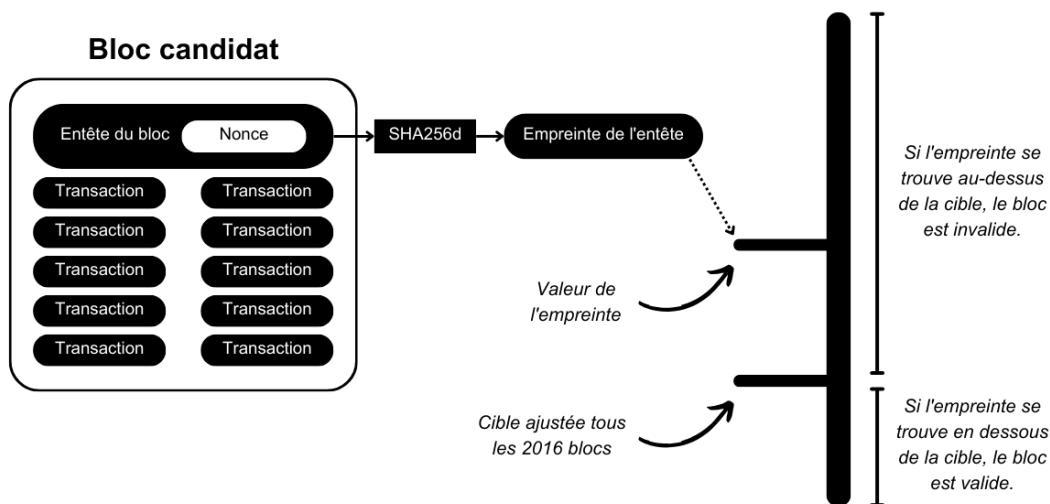 Bloc candidat
Entête du bloc
Nonce
SHA256d
Empreinte de l'entête
Transaction
Transaction
Transaction
Transaction
Transaction
Transaction
Transaction
Transaction
Transaction
Transaction
Valeur de
l'empreinte
Cible ajustée tous
les 2016 blocs
Si l'empreinte se
trouve au-dessus
de la cible, le bloc
est invalide.
Si l'empreinte se
trouve en dessous
de la cible, le bloc
est valide.